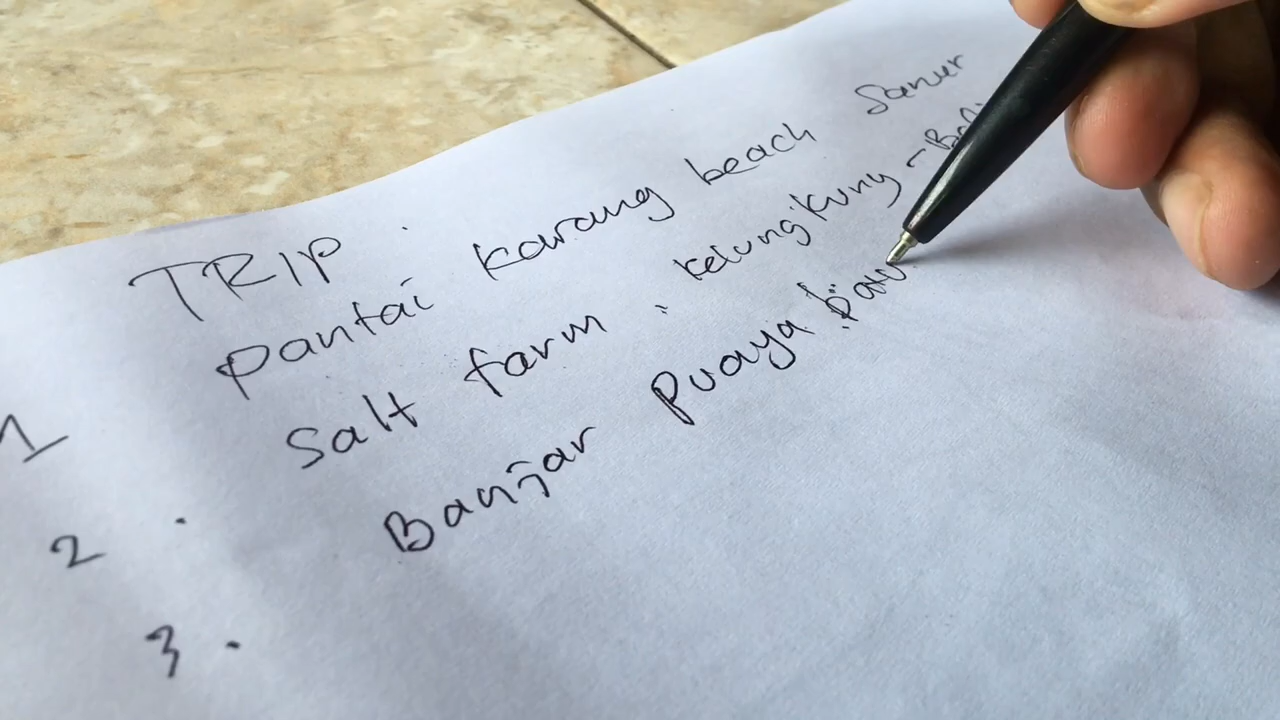 TRIP.
1 Pantai karang beach Sanur
2. Salt farm. kelungkung - Bali
3. Banjar Puaya